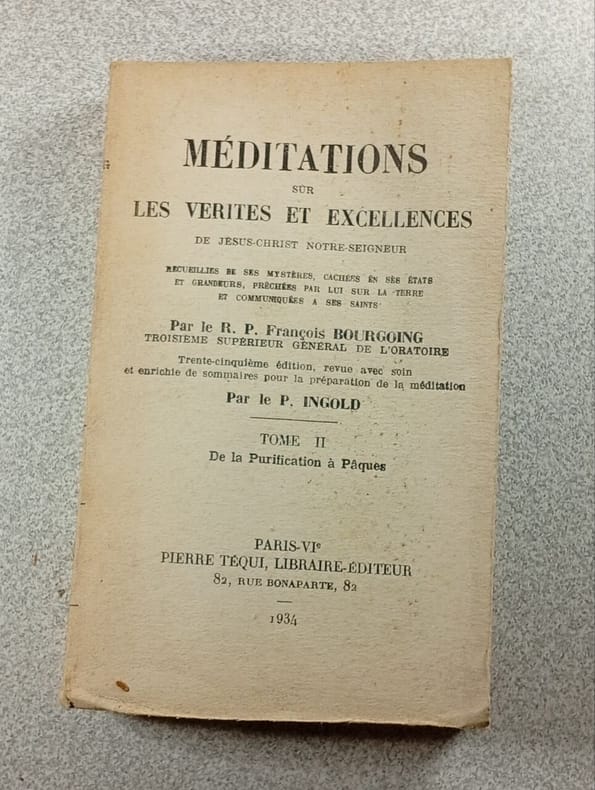 MÉDITATIONS
SUR
LES VERITES ET EXCELLENCES
DE JÉSUS-CHRIST NOTRE-SEIGNEUR
RECUEILLIES DE SES MYSTÈRES, CACHÉES EN SES ÉTATS
ET GRANDEURS, PRÊCHÉES PAR LUI SUR LA TERRE
ET COMMUNIQUÉES A SES SAINTS
Par le R. P. François BOURGOING
TROISIÈME SUPÉRIEUR GÉNÉRAL DE L'ORATOIRE
Trente-cinquième édition, revue avec soin
et enrichie de sommaires pour la préparation de la méditation
Par le P. INGOLD
TOME II
De la Purification à Pâques
PARIS-VIe
PIERRE TÉQUI, LIBRAIRE-ÉDITEUR
82, RUE BONAPARTE, 82
1934